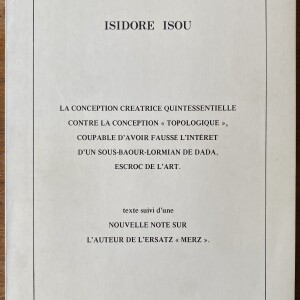 ISIDORE ISOU
LA CONCEPTION CREATRICE QUINTESSENTIELLE
CONTRE LA CONCEPTION « TOPOLOGIQUE »,
COUPABLE D'AVOIR FAUSSÉ L'INTÉRET
D'UN SOUS-BAOUR-LORMIAN DE DADA,
ESCROC DE L'ART.
texte suivi d'une
NOUVELLE NOTE SUR
L'AUTEUR DE L'ERSATZ « MERZ ».